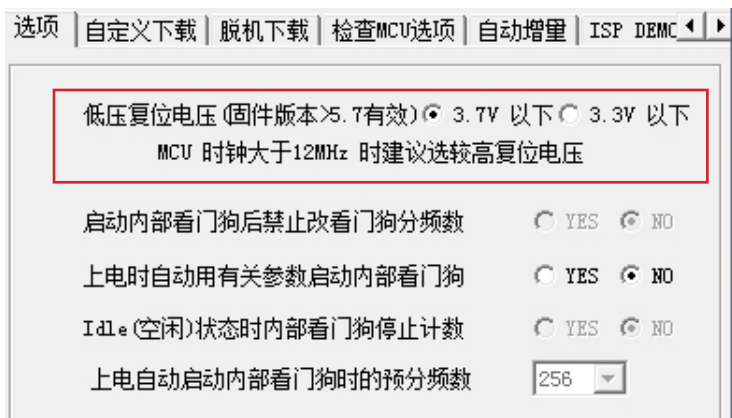 选项 自定义下载 脱机下载 检查MCU选项 自动增量 ISP DEMC
低压复位电压(固件版本>5.7有效) 3.7V 以下 3.3V 以下
MCU 时钟大于12MHz 时建议选较高复位电压
启动内部看门狗后禁止改看门狗分频数 YES NO
上电时自动用有关参数启动内部看门狗 YES NO
Idle(空闲)状态时内部看门狗停止计数 YES NO
上电自动启动内部看门狗时的预分频数 256